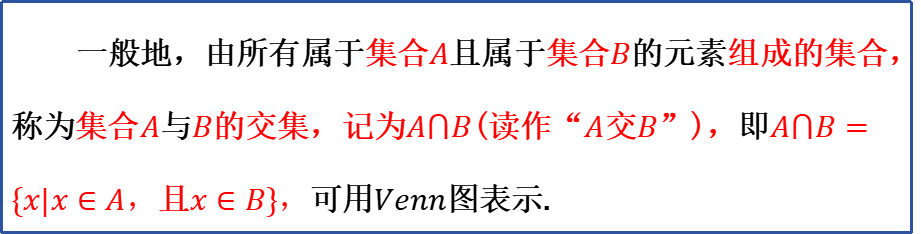 一般地，由所有属于集合A且属于集合B的元素组成的集合，
称为集合A与B的交集，记为A∩B(读作“A交B”)，即A∩B=
{x|x∈A，且x∈B}，可用Venn图表示.